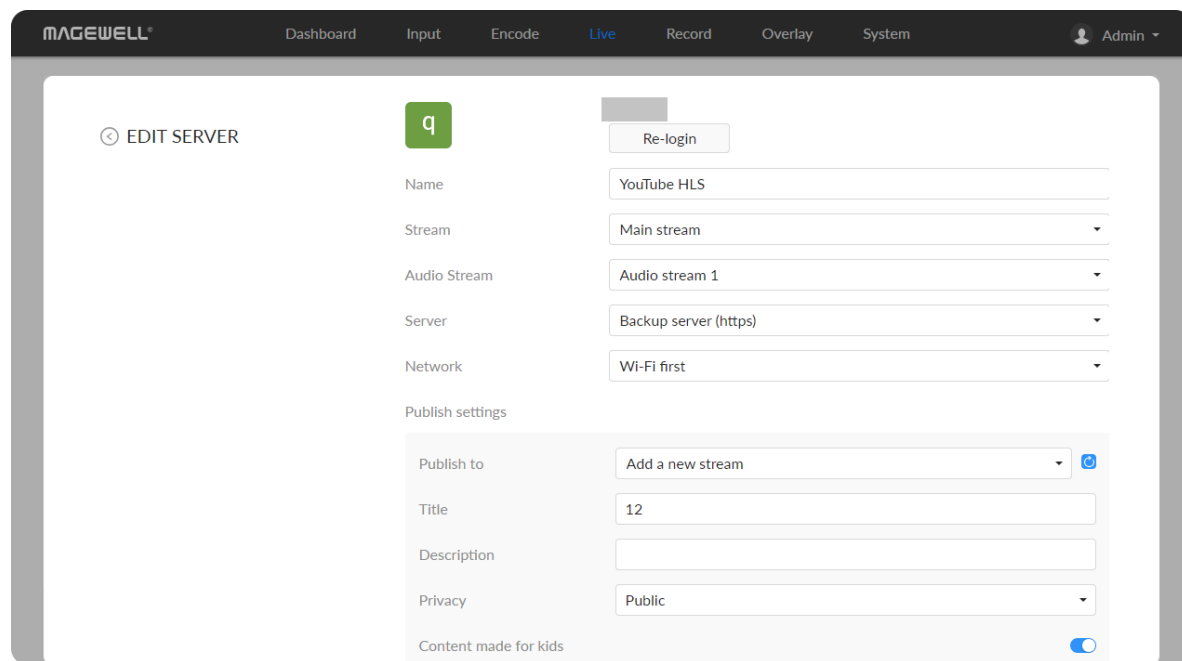 MAGEWELL® Dashboard Input Encode Live Record Overlay System Admin
EDIT SERVER
q
Re-login
Name YouTube HLS
Stream Main stream
Audio Stream Audio stream 1
Server Backup server (https)
Network Wi-Fi first
Publish settings
Publish to Add a new stream
Title 12
Description
Privacy Public
Content made for kids